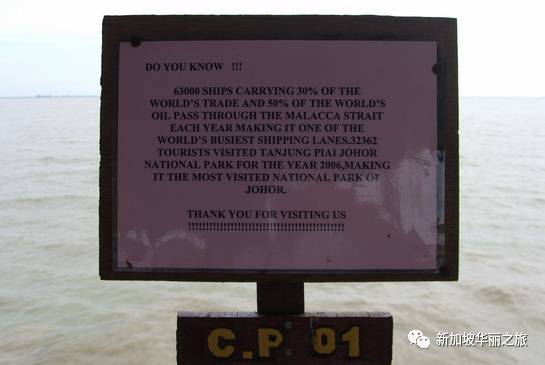 DO YOU KNOW !!!
63000 SHIPS CARRYING 30% OF THE
WORLD'S TRADE AND 50% OF THE WORLD'S
OIL PASS THROUGH THE MALACCA STRAIT
EACH YEAR MAKING IT ONE OF THE
WORLD'S BUSIEST SHIPPING LANES.32362
TOURISTS VISITED TANJUNG PIAI JOHOR
NATIONAL PARK FOR THE YEAR 2006,MAKING
IT THE MOST VISITED NATIONAL PARK OF
JOHOR.
THANK YOU FOR VISITING US
!!!!!!!!!!!!!!!!!!!!!!!!!!!!!!!!!!!!!!!
C.P 01
新加坡华丽之旅